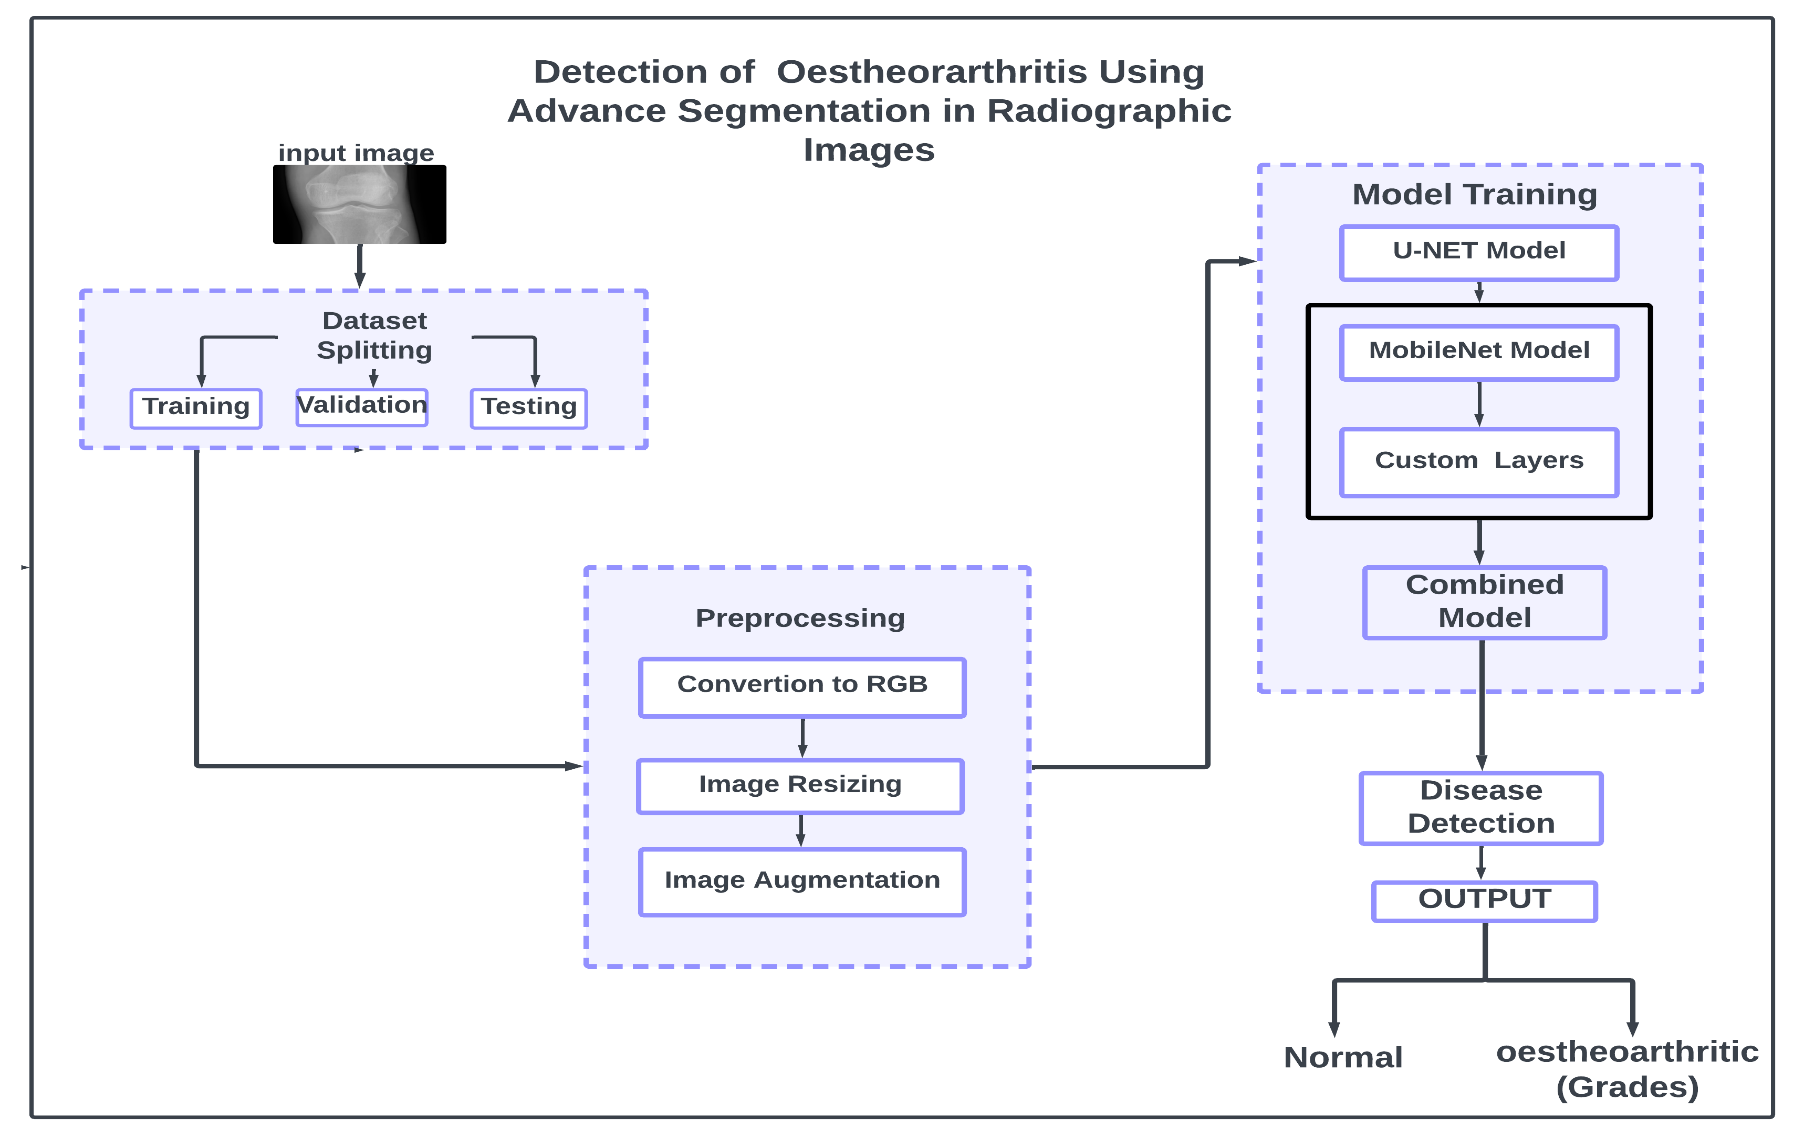 Detection of Oestheorarthritis Using
Advance Segmentation in Radiographic
Images
input image
Dataset
Splitting
Training
Validation
Testing
Preprocessing
Convertion to RGB
Image Resizing
Image Augmentation
Model Training
U-NET Model
MobileNet Model
Custom Layers
Combined
Model
Disease
Detection
OUTPUT
Normal
oestheoarthritic
(Grades)